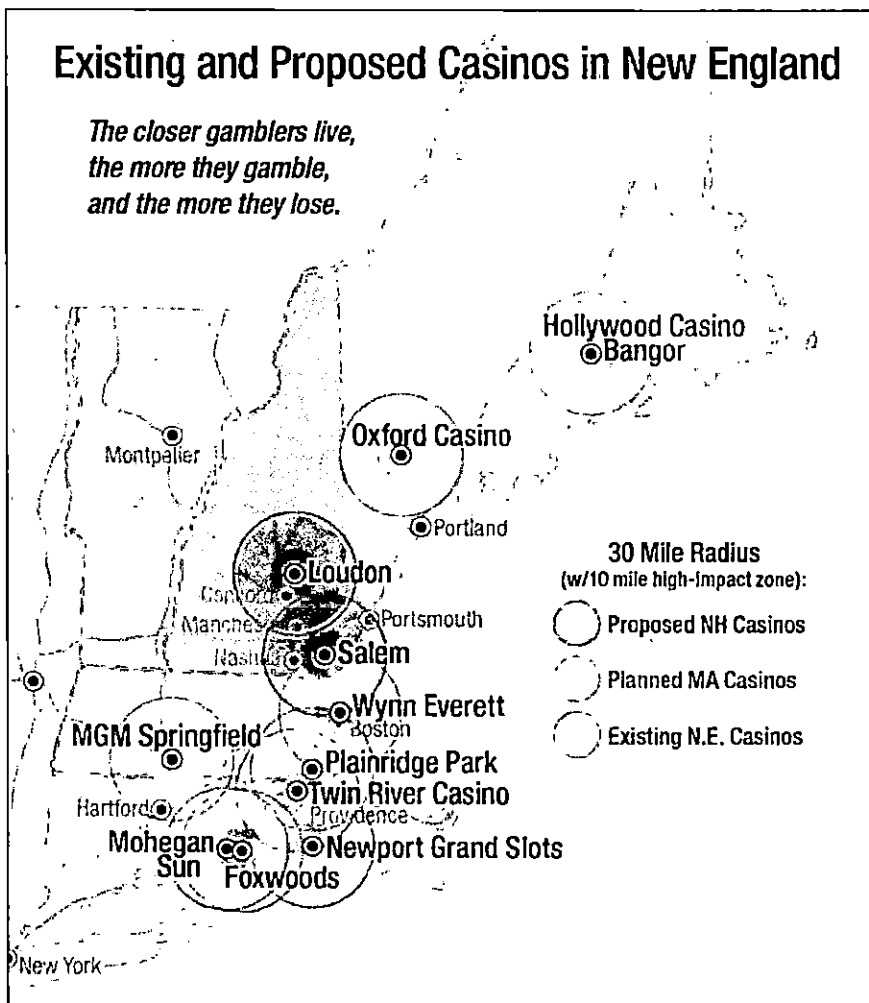 Existing and Proposed Casinos in New England
The closer gamblers live,
the more they gamble,
and the more they lose.
Hollywood Casino
Bangor
Oxford Casino
Montpelier
Portland
Loudon
Concord
Portsmouth
Manches
Nash
Salem
30 Mile Radius
(w/10 mile high-impact zone):
Proposed NH Casinos
Planned MA Casinos
Existing N.E. Casinos
Wynn Everett
Boston
MGM Springfield
Plainridge Park
Twin River Casino
Hartford
Providence
Mohegan
Sun
Foxwoods
Newport Grand Slots
New York